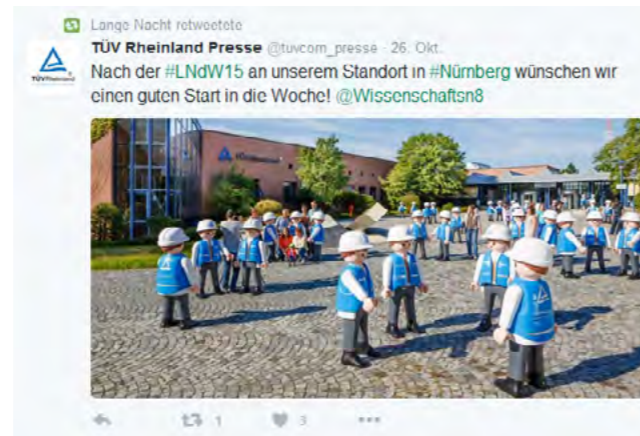 Lange Nacht retweetete
TÜV Rheinland Presse @tuvcom_presse · 26. Okt.
Nach der #LNdW15 an unserem Standort in #Nürnberg wünschen wir
einen guten Start in die Woche! @Wissenschaftsn8
TÜVRheinland
1
3